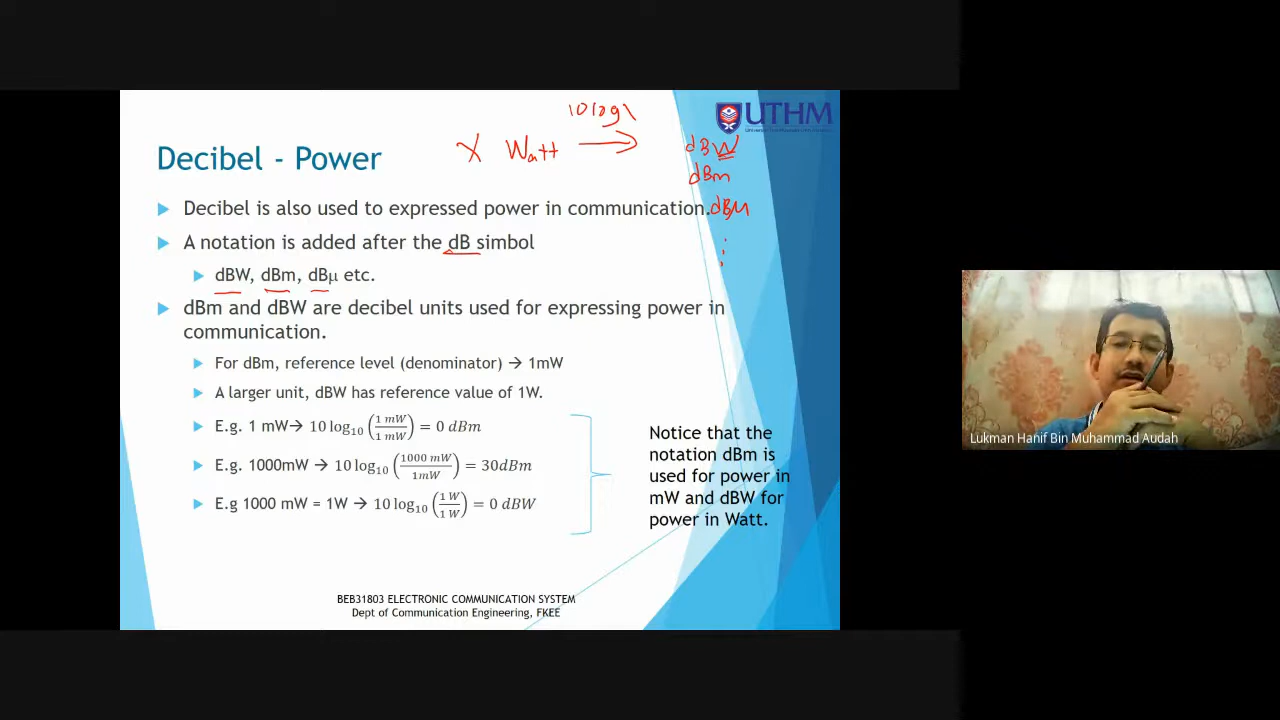 10 log
UTHM
X Watt → dBW
Decibel - Power
dBm
Decibel is also used to expressed power in communication.
dBμ
A notation is added after the dB simbol
dBW, dBm, dBμ etc.
dBm and dBW are decibel units used for expressing power in
communication.
For dBm, reference level (denominator) → 1mW
A larger unit, dBW has reference value of 1W.
E.g. 1 mW→ 10 log₁₀ (1 mW/1 mW) = 0 dBm
E.g. 1000mW → 10 log₁₀ (1000 mW/1mW) = 30dBm
E.g 1000 mW = 1W → 10 log₁₀ (1 W/1 W) = 0 dBW
Notice that the
notation dBm is
used for power in
mW and dBW for
power in Watt.
Lukman Hanif Bin Muhammad Audah
BEB31803 ELECTRONIC COMMUNICATION SYSTEM
Dept of Communication Engineering, FKEE